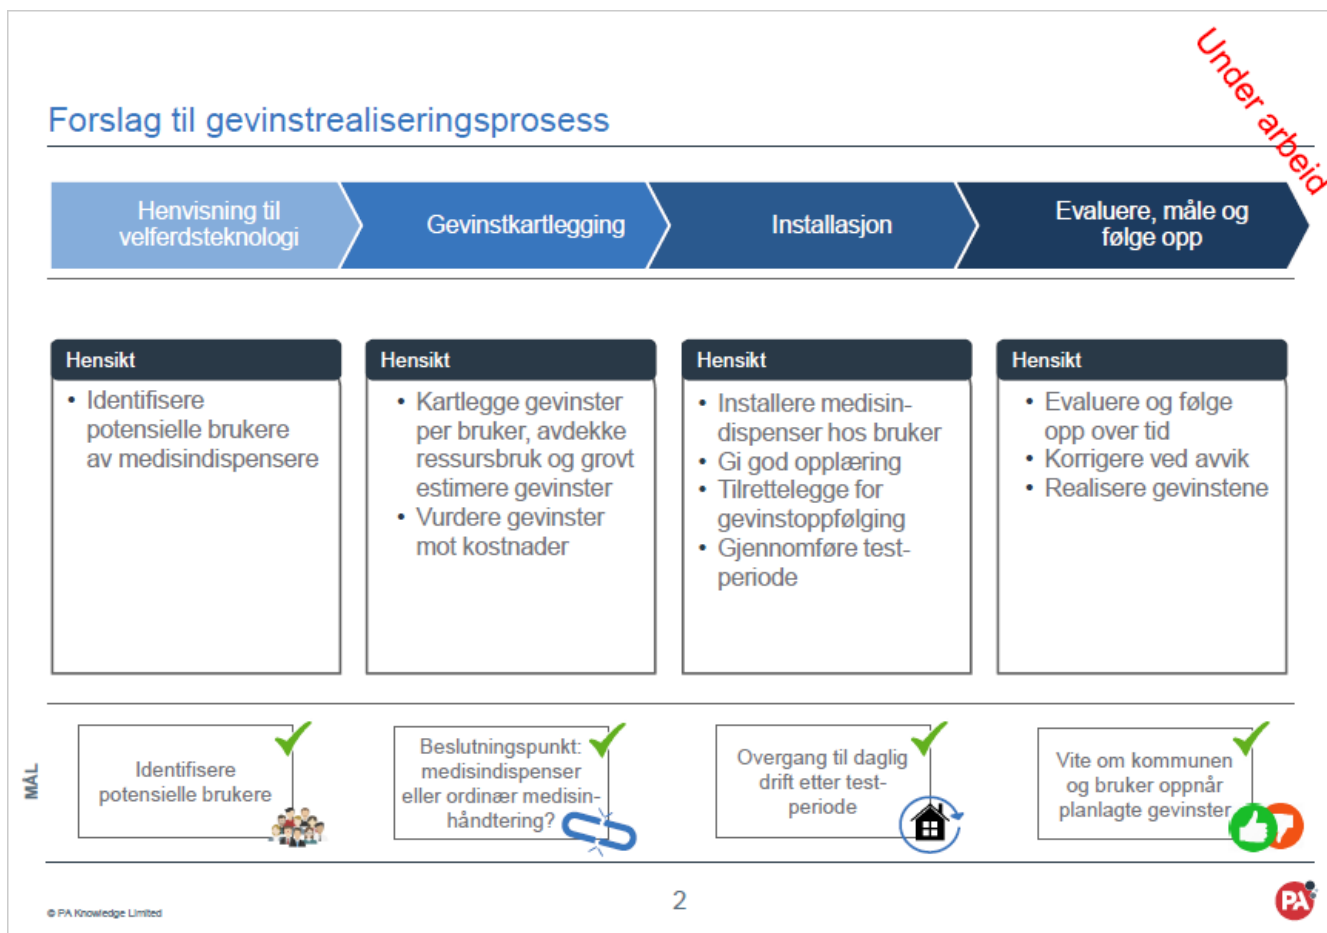 Under arbeid
Forslag til gevinstrealiseringsprosess
Henvisning til
velferdsteknologi
Gevinstkartlegging
Installasjon
Evaluere, måle og
følge opp
Hensikt
• Identifisere
potensielle brukere
av medisindispensere
Hensikt
• Kartlegge gevinster
per bruker, avdekke
ressursbruk og grovt
estimere gevinster
• Vurdere gevinster
mot kostnader
Hensikt
• Installere medisin-
dispenser hos bruker
• Gi god opplæring
• Tilrettelegge for
gevinstoppfølging
• Gjennomføre test-
periode
Hensikt
• Evaluere og følge
opp over tid
• Korrigere ved avvik
• Realisere gevinstene
MÅL
Identifisere
potensielle brukere
Beslutningspunkt:
medisindispenser
eller ordinær medisin-
håndtering?
Overgang til daglig
drift etter test-
periode
Vite om kommunen
og bruker oppnår
planlagte gevinster
© PA Knowledge Limited
2
PA